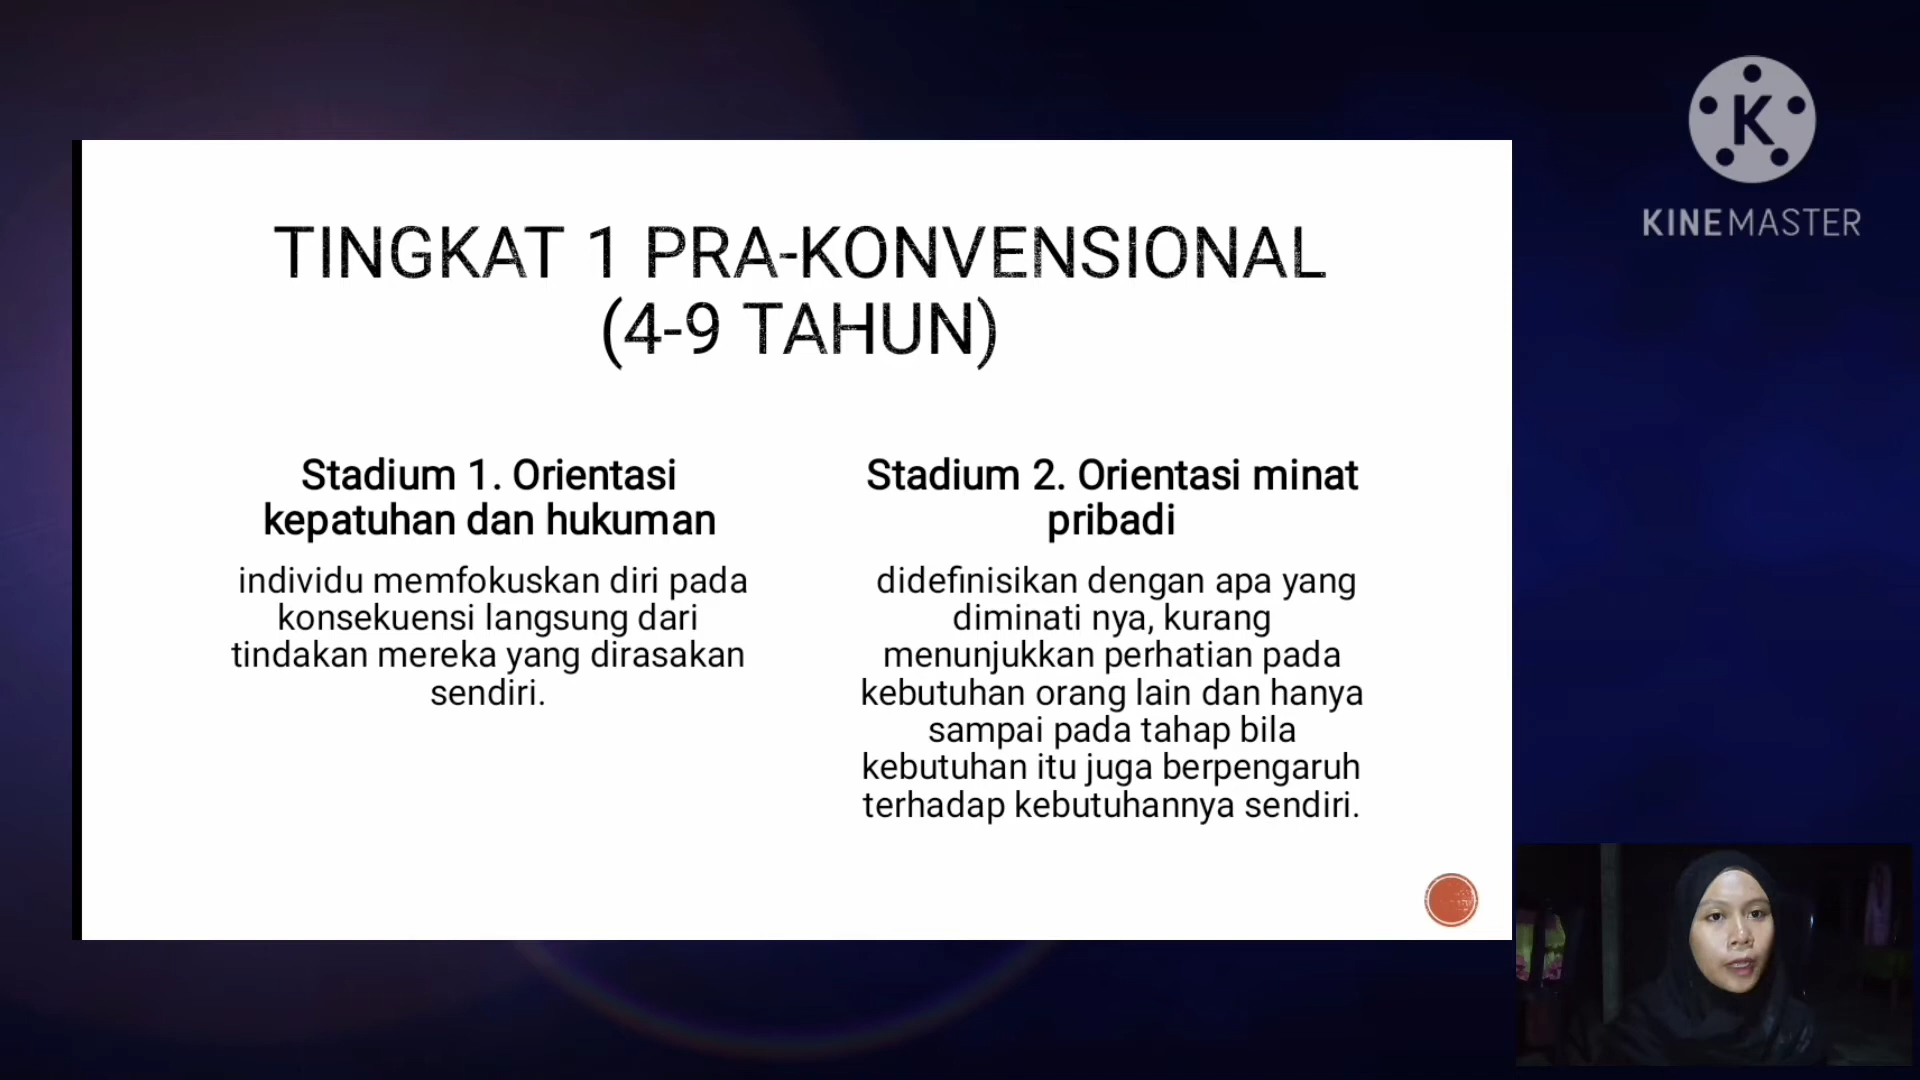 TINGKAT 1 PRA-KONVENSIONAL
(4-9 TAHUN)
Stadium 1. Orientasi
kepatuhan dan hukuman
individu memfokuskan diri pada
konsekuensi langsung dari
tindakan mereka yang dirasakan
sendiri.
Stadium 2. Orientasi minat
pribadi
didefinisikan dengan apa yang
diminati nya, kurang
menunjukkan perhatian pada
kebutuhan orang lain dan hanya
sampai pada tahap bila
kebutuhan itu juga berpengaruh
terhadap kebutuhannya sendiri.
K
KINEMASTER